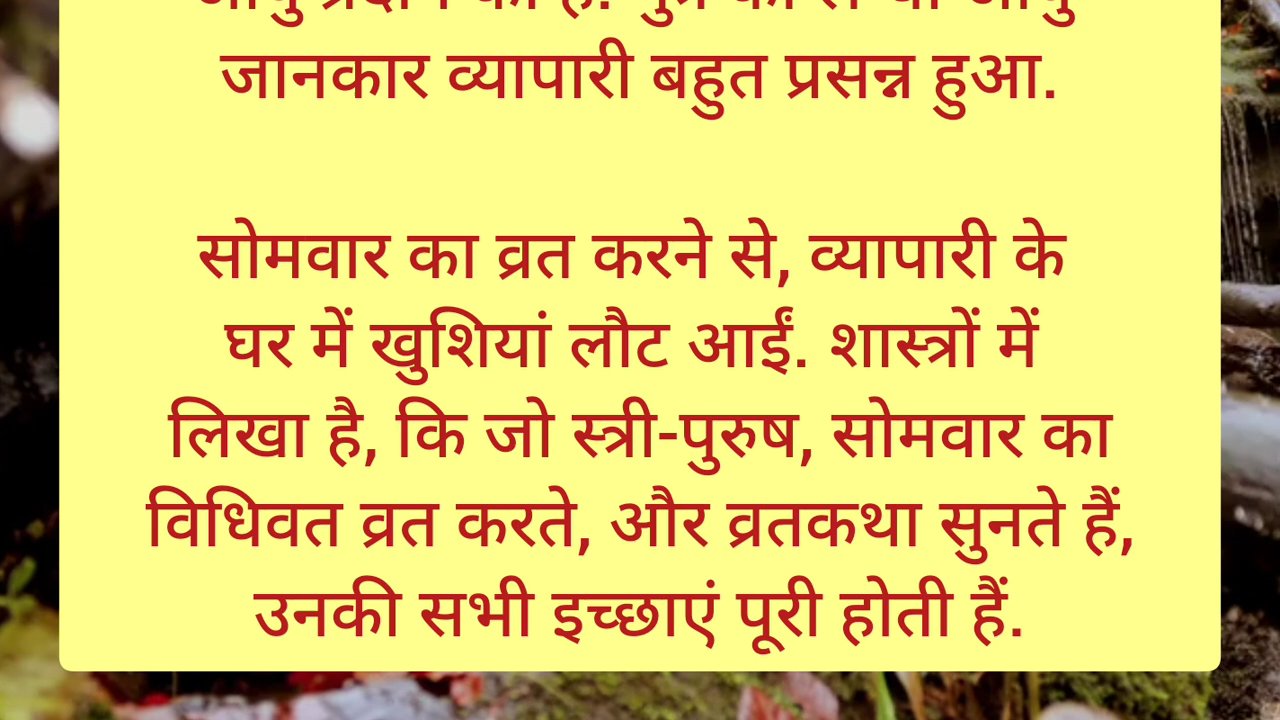 जानकार व्यापारी बहुत प्रसन्न हुआ.
सोमवार का व्रत करने से, व्यापारी के
घर में खुशियां लौट आईं. शास्त्रों में
लिखा है, कि जो स्त्री-पुरुष, सोमवार का
विधिवत व्रत करते, और व्रतकथा सुनते हैं,
उनकी सभी इच्छाएं पूरी होती हैं.